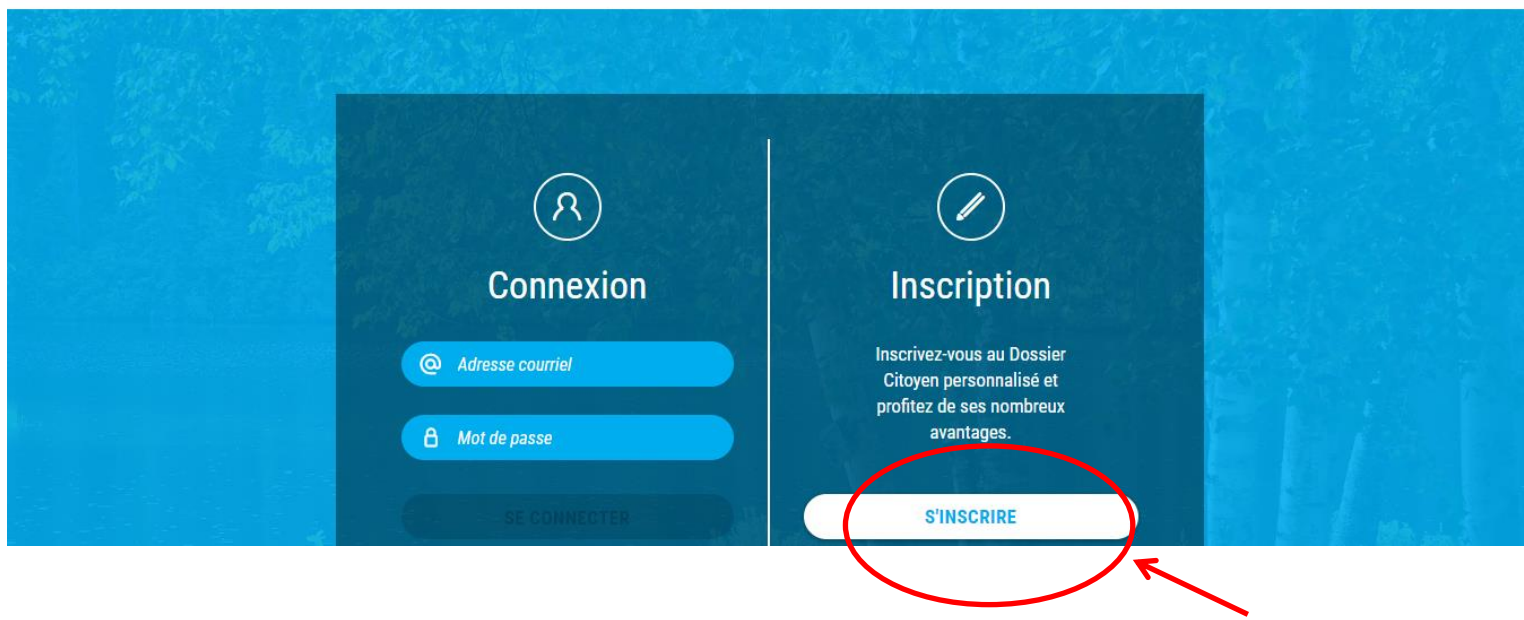 Connexion
Adresse courriel
Mot de passe
SE CONNECTER
Inscription
Inscrivez-vous au Dossier
Citoyen personnalisé et
profitez de ses nombreux
avantages.
S'INSCRIRE